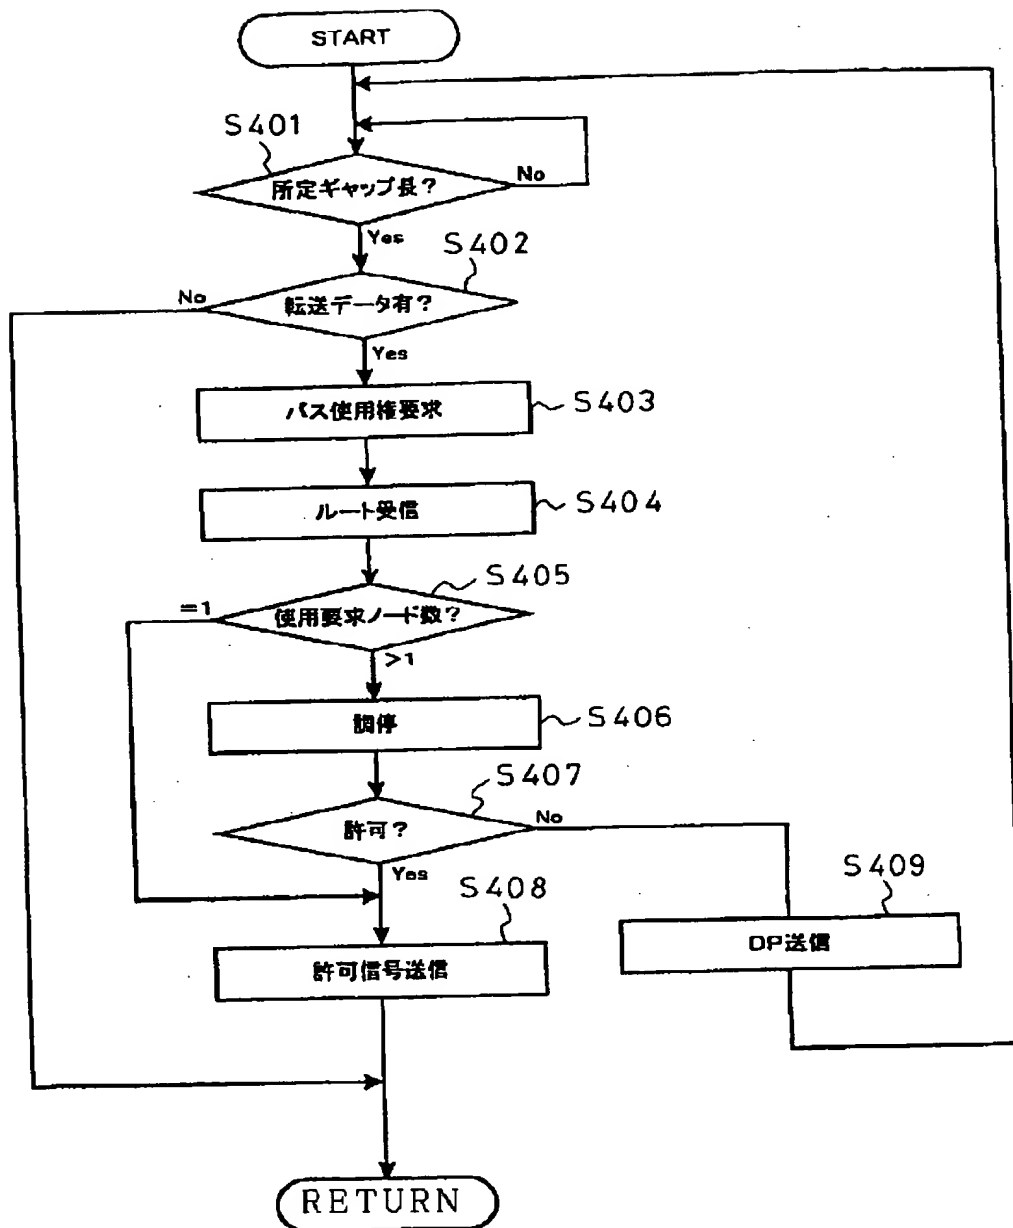 START
S401
所定ギャップ長?
No
Yes
S402
転送データ有?
No
Yes
バス使用権要求
S403
ルート受信
S404
S405
使用要求ノード数?
=1
>1
調停
S406
S407
許可?
No
Yes
S408
S409
許可信号送信
DP送信
RETURN